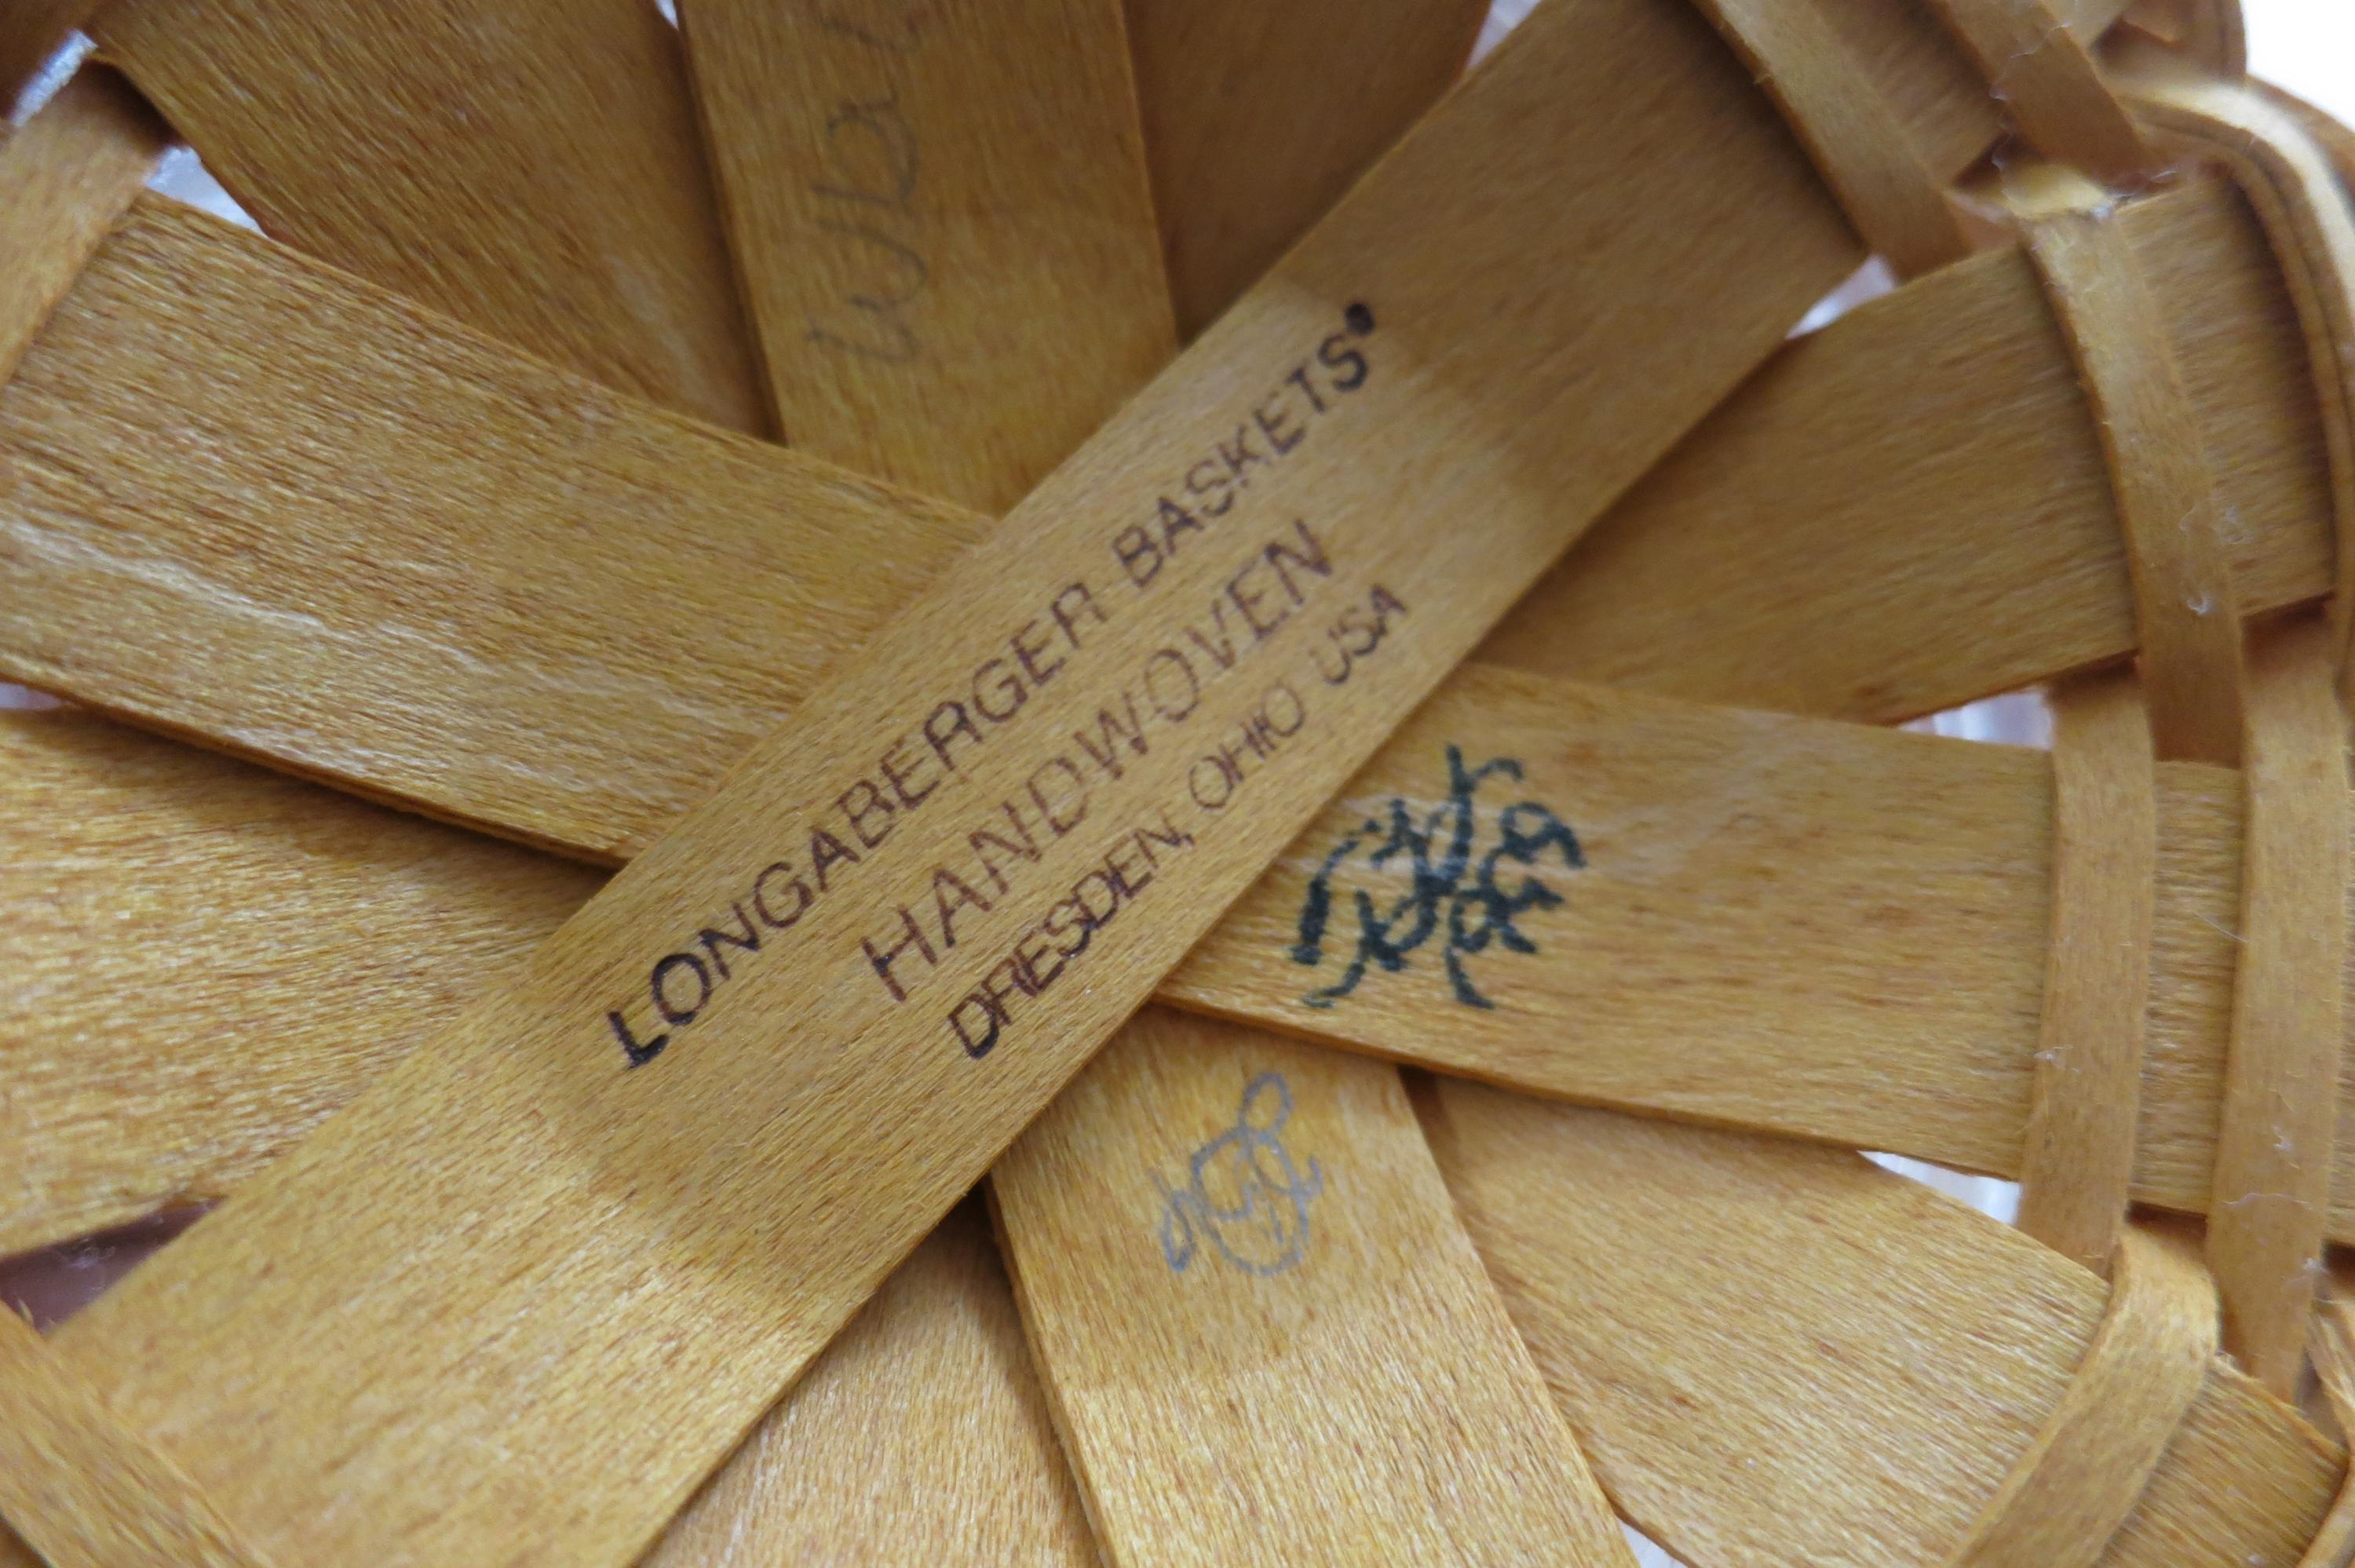 LONGABERGER BASKETS®
HANDWOVEN
DRESDEN, OHIO USA